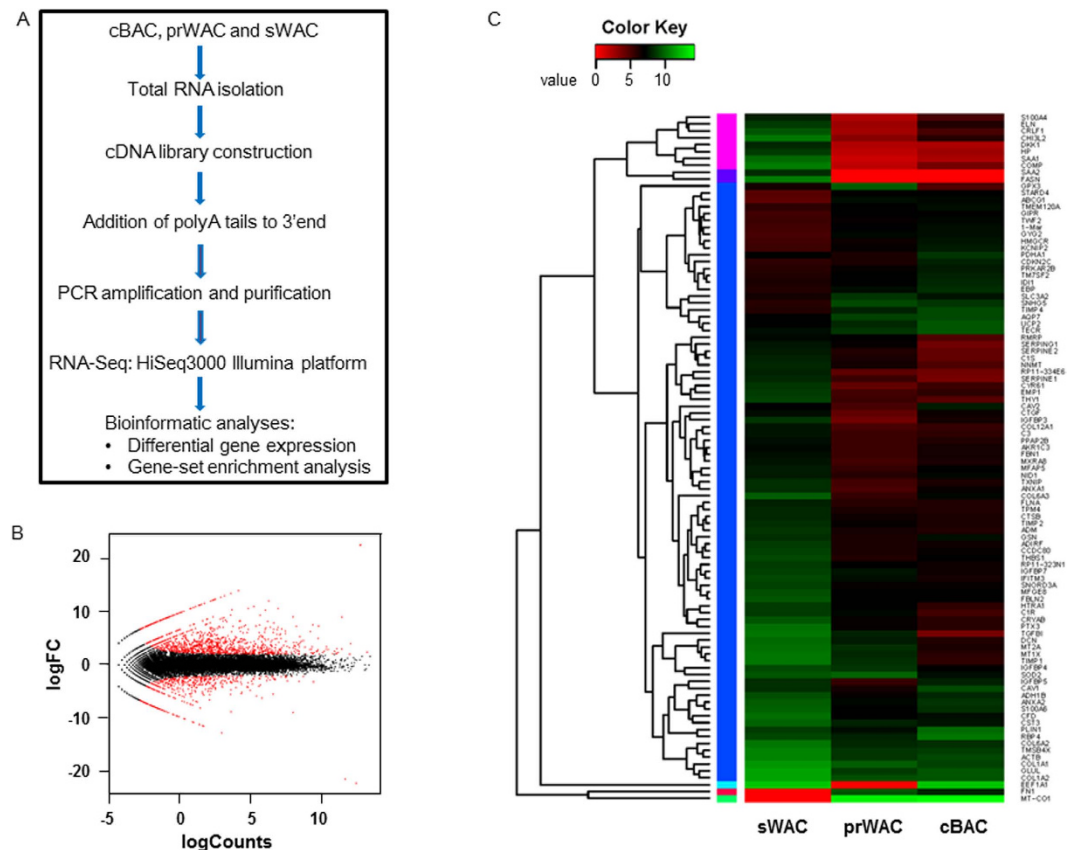 A
cBAC, prWAC and sWAC
Total RNA isolation
cDNA library construction
Addition of polyA tails to 3'end
PCR amplification and purification
RNA-Seq: HiSeq3000 Illumina platform
Bioinformatic analyses:
• Differential gene expression
• Gene-set enrichment analysis
B
20
10
0
-10
-20
logFC
-5
0
5
10
logCounts
C
Color Key
value
0
5
10
S100A4
ELN
CRLF1
CHI3L2
DKK1
HP
SAA1
COMP
SAA2
FASN
GPX3
STARD4
ABCG1
TMEM120A
GIPR
TWF2
1-Mar
GYG2
HMGCR
KCNIP2
PDHA1
CDKN2C
PRKAR2B
TM7SF2
IDI1
EBP
SLC3A2
SNHG5
TIMP4
AQP7
UCP2
TECR
RMRP
SERPING1
SERPINE2
C1S
NNMT
RP11-334E6
SERPINE1
CYR61
EMP1
THY1
CAV2
CTGF
IGFBP3
COL12A1
C3
PPAP2B
AKR1C3
FBN1
MXRA8
MFAP5
NID1
TXNIP
ANXA1
COL6A3
FLNA
TPM4
CTSB
TIMP2
ADM
GSN
ADIRF
CCDC80
THBS1
RP11-323N1
IGFBP7
IFITM3
SNORD3A
MFGE8
FBLN2
HTRA1
C1R
CRYAB
PTX3
TGFBI
DCN
MT2A
MT1X
TIMP1
IGFBP4
SOD2
IGFBP5
CAV1
ADH1B
ANXA2
S100A6
CFD
CST3
PLIN1
RBP4
COL6A2
TMSB4X
ACTB
COL1A1
GLUL
COL1A2
EEF1A1
FN1
MT-CO1
sWAC
prWAC
cBAC